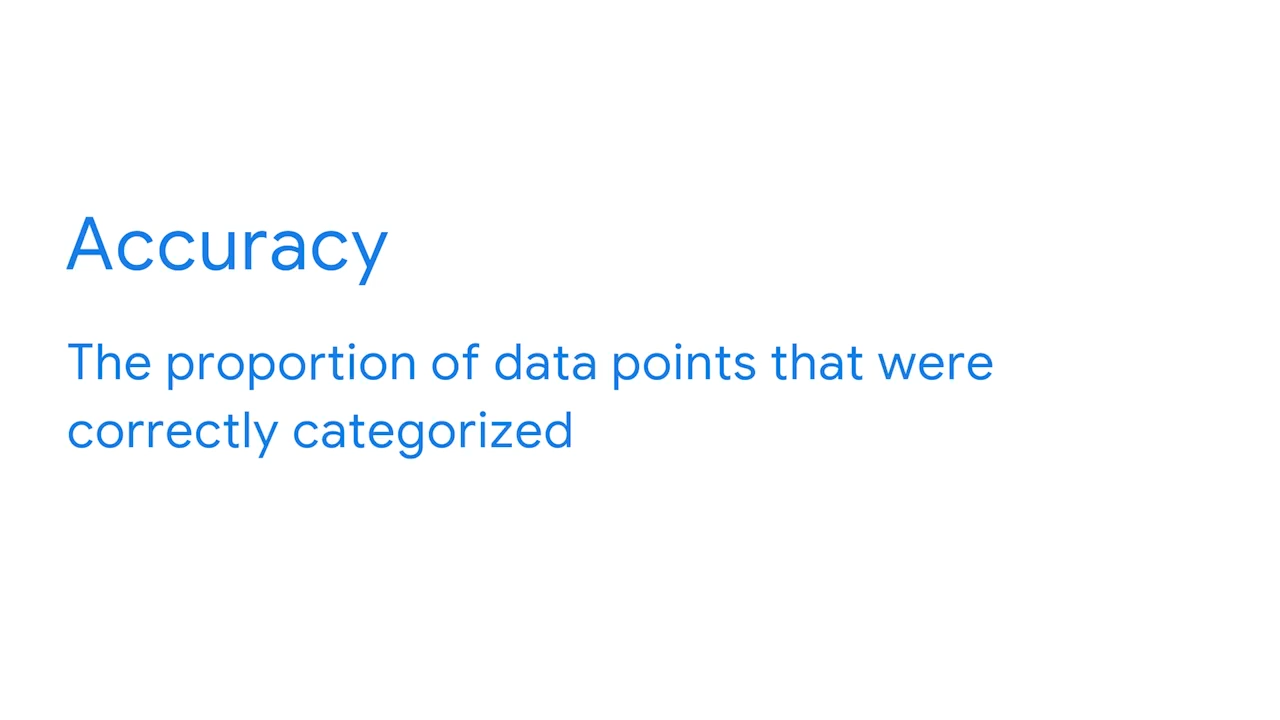 Accuracy
The proportion of data points that were
correctly categorized